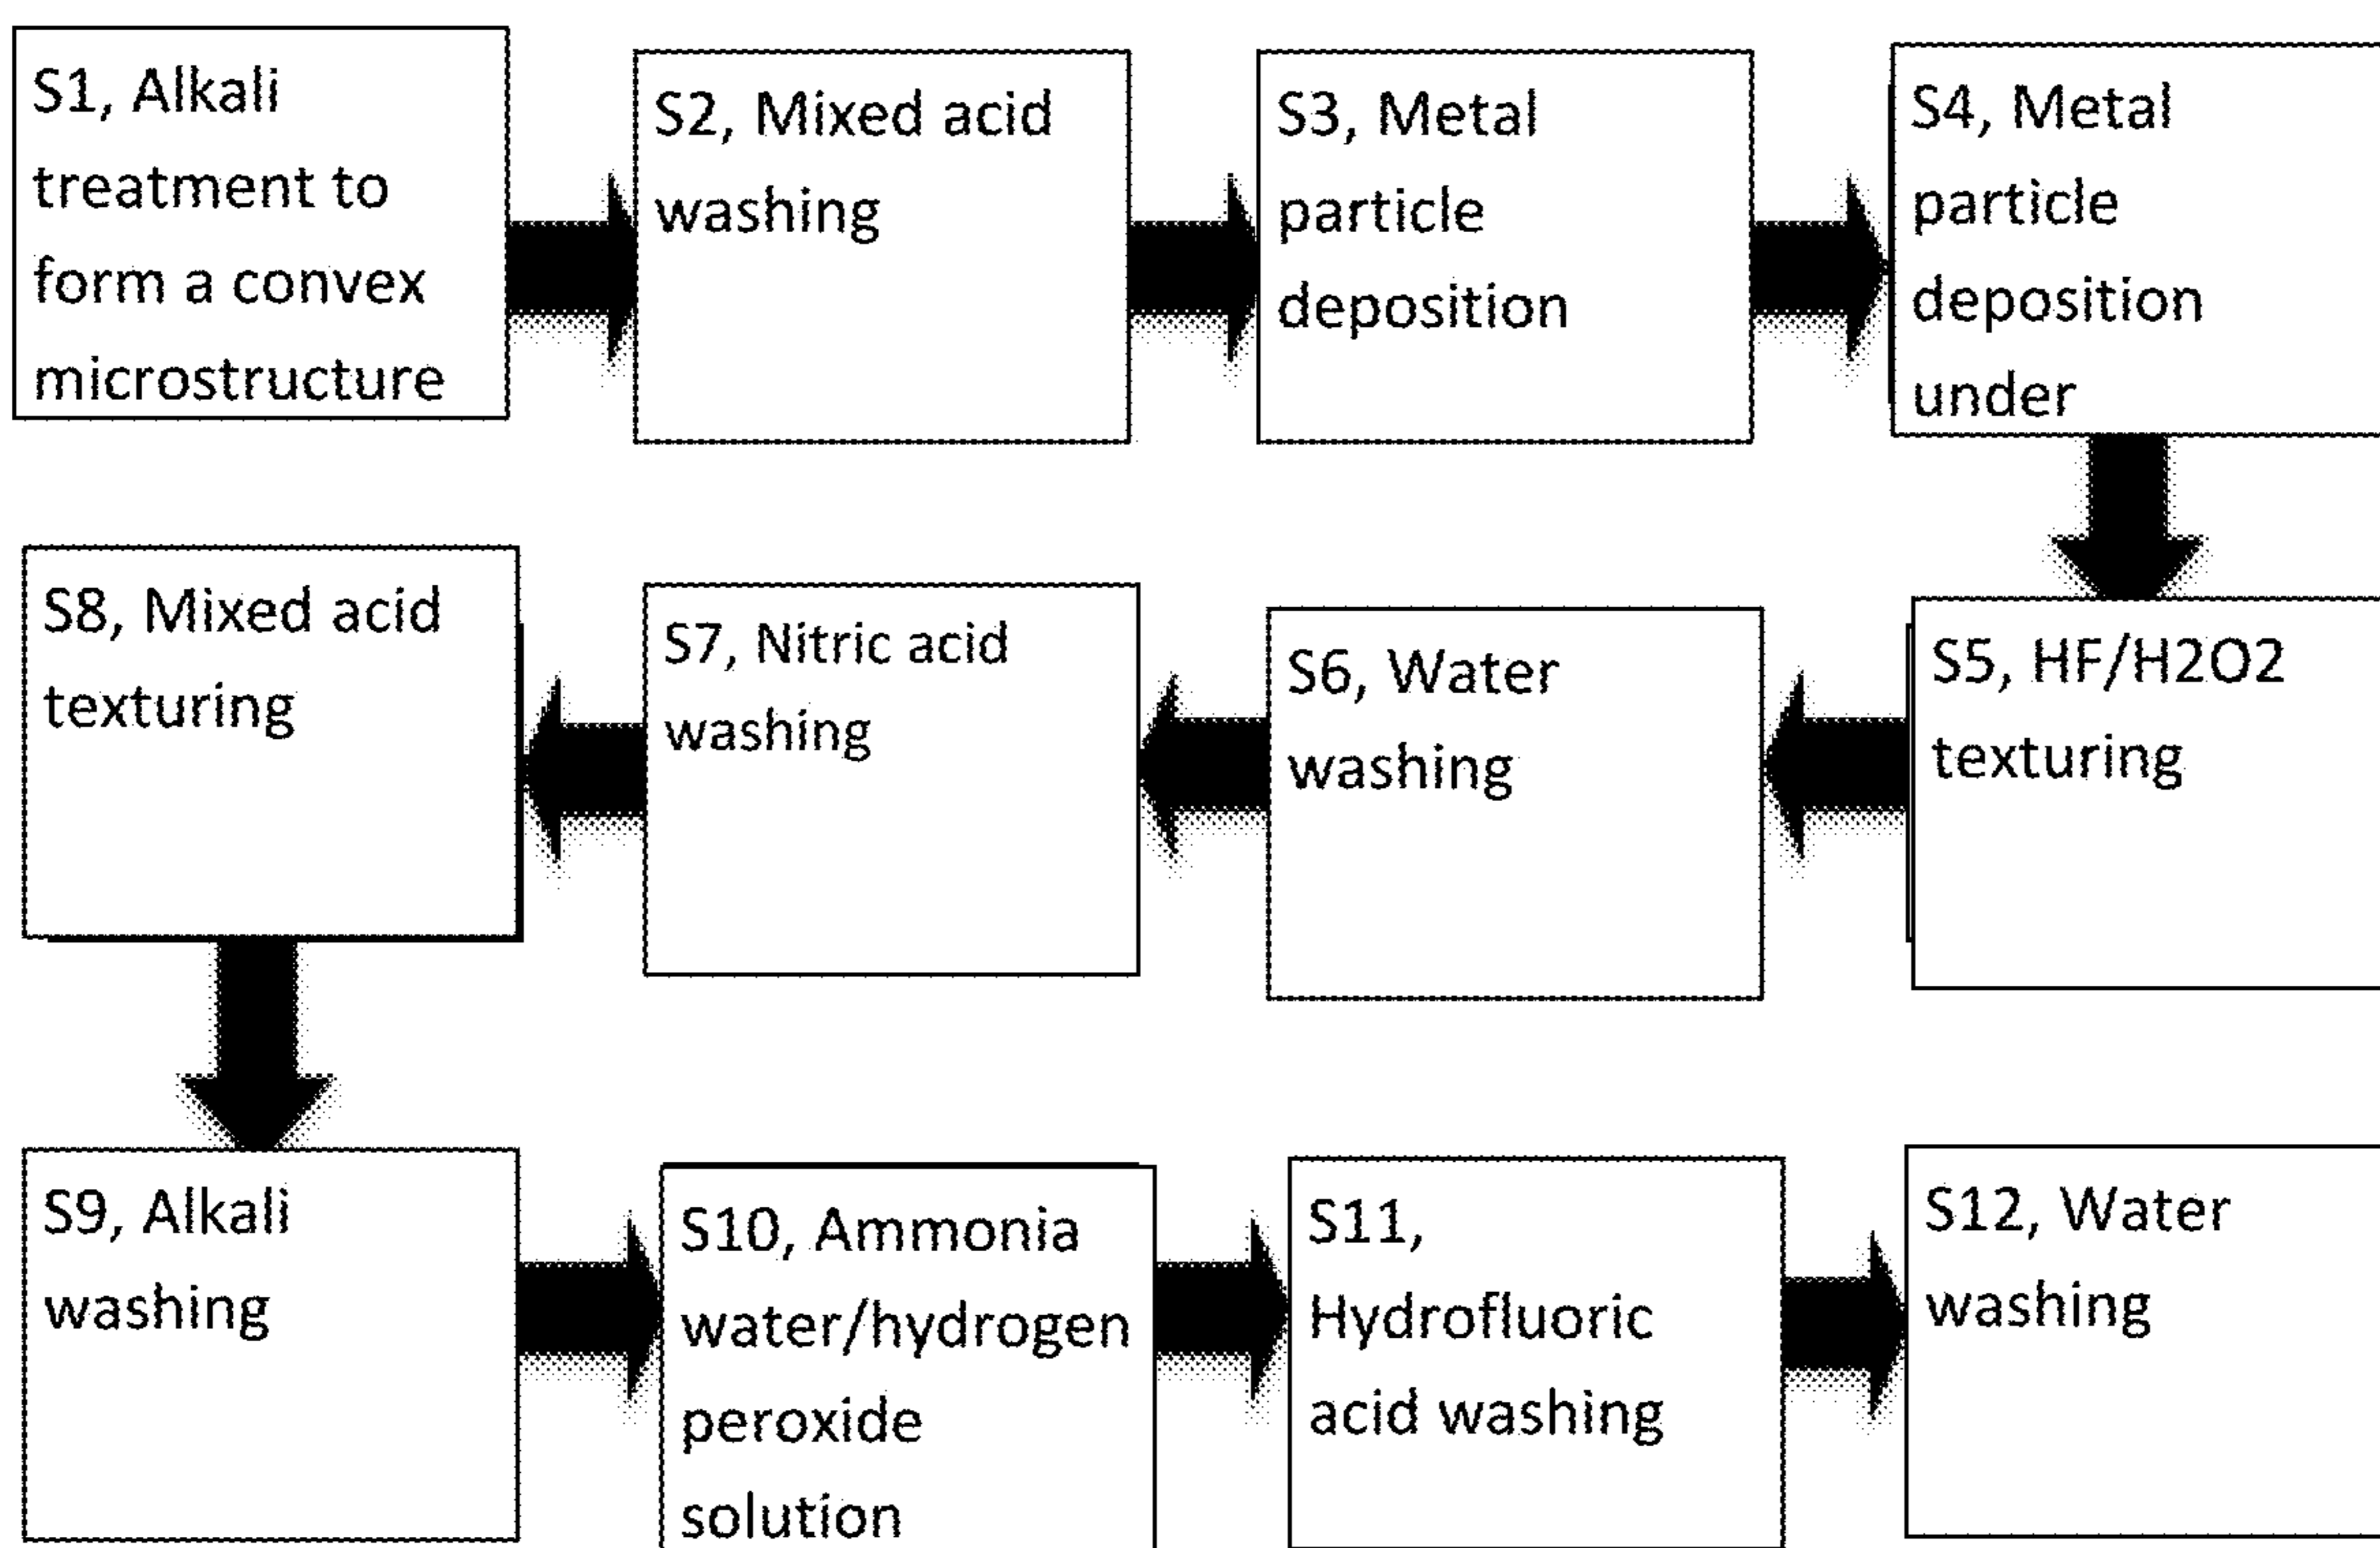 S1, Alkali
treatment to
form a convex
microstructure
S2, Mixed acid
washing
S3, Metal
particle
deposition
S4, Metal
particle
deposition
under
S5, HF/H2O2
texturing
S6, Water
washing
S7, Nitric acid
washing
S8, Mixed acid
texturing
S9, Alkali
washing
S10, Ammonia
water/hydrogen
peroxide
solution
S11,
Hydrofluoric
acid washing
S12, Water
washing